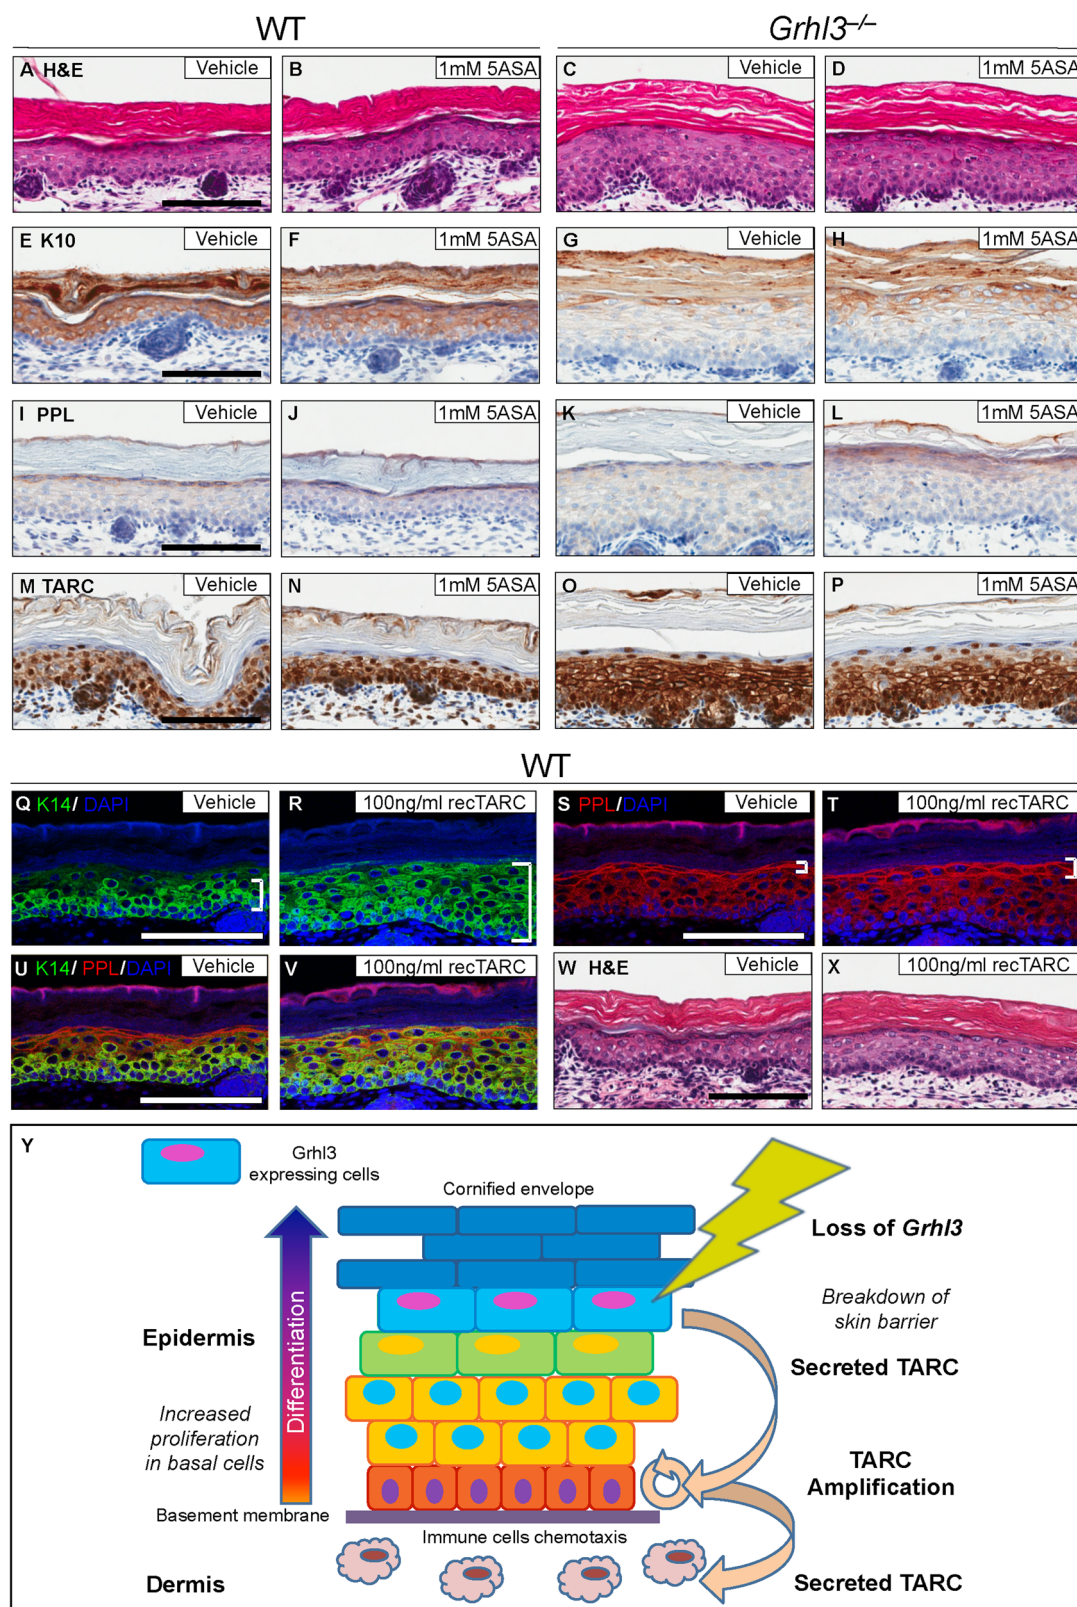 WT
Grhl3–/–
A H&E Vehicle
B 1mM 5ASA
C Vehicle
D 1mM 5ASA
E K10 Vehicle
F 1mM 5ASA
G Vehicle
H 1mM 5ASA
I PPL Vehicle
J 1mM 5ASA
K Vehicle
L 1mM 5ASA
M TARC Vehicle
N 1mM 5ASA
O Vehicle
P 1mM 5ASA
WT
Q K14/ DAPI Vehicle
R 100ng/ml recTARC
S PPL/DAPI Vehicle
T 100ng/ml recTARC
U K14/ PPL/DAPI Vehicle
V 100ng/ml recTARC
W H&E Vehicle
X 100ng/ml recTARC
Y
Grhl3
expressing cells
Cornified envelope
Loss of Grhl3
Breakdown of
skin barrier
Epidermis
Differentiation
Secreted TARC
Increased
proliferation
in basal cells
TARC
Amplification
Basement membrane
Immune cells chemotaxis
Dermis
Secreted TARC